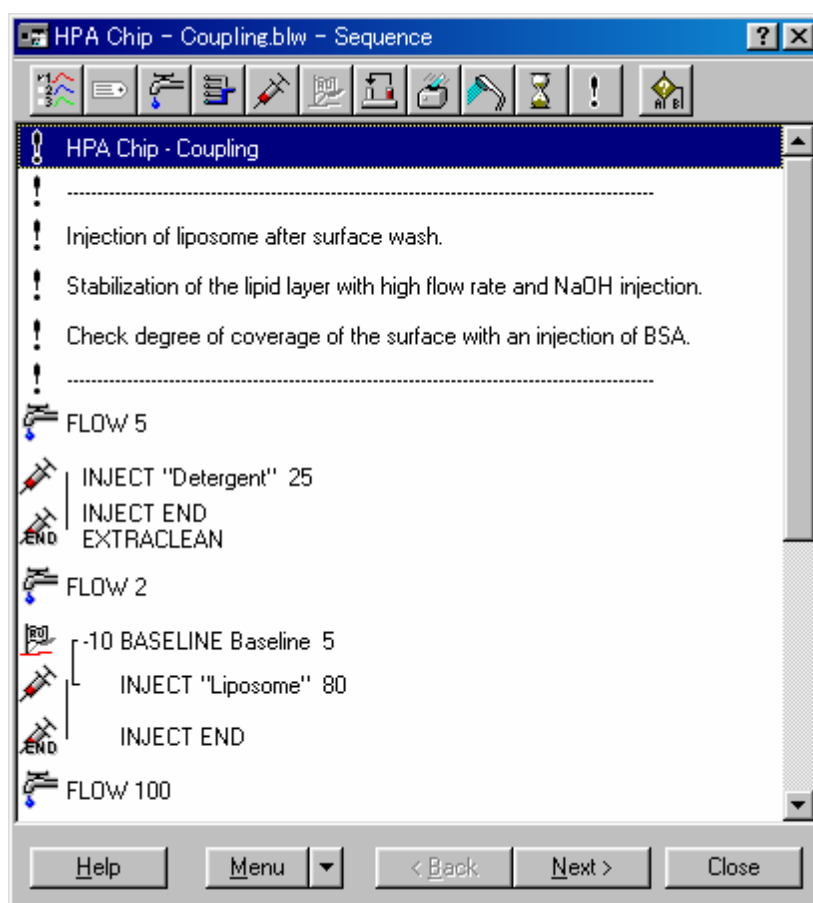 HPA Chip - Coupling.blw - Sequence
HPA Chip - Coupling
--------------------------------------------------------------------------------
Injection of liposome after surface wash.
Stabilization of the lipid layer with high flow rate and NaOH injection.
Check degree of coverage of the surface with an injection of BSA.
--------------------------------------------------------------------------------
FLOW 5
INJECT "Detergent" 25
INJECT END
EXTRACLEAN
FLOW 2
-10 BASELINE Baseline 5
INJECT "Liposome" 80
INJECT END
FLOW 100
Help Menu < Back Next > Close